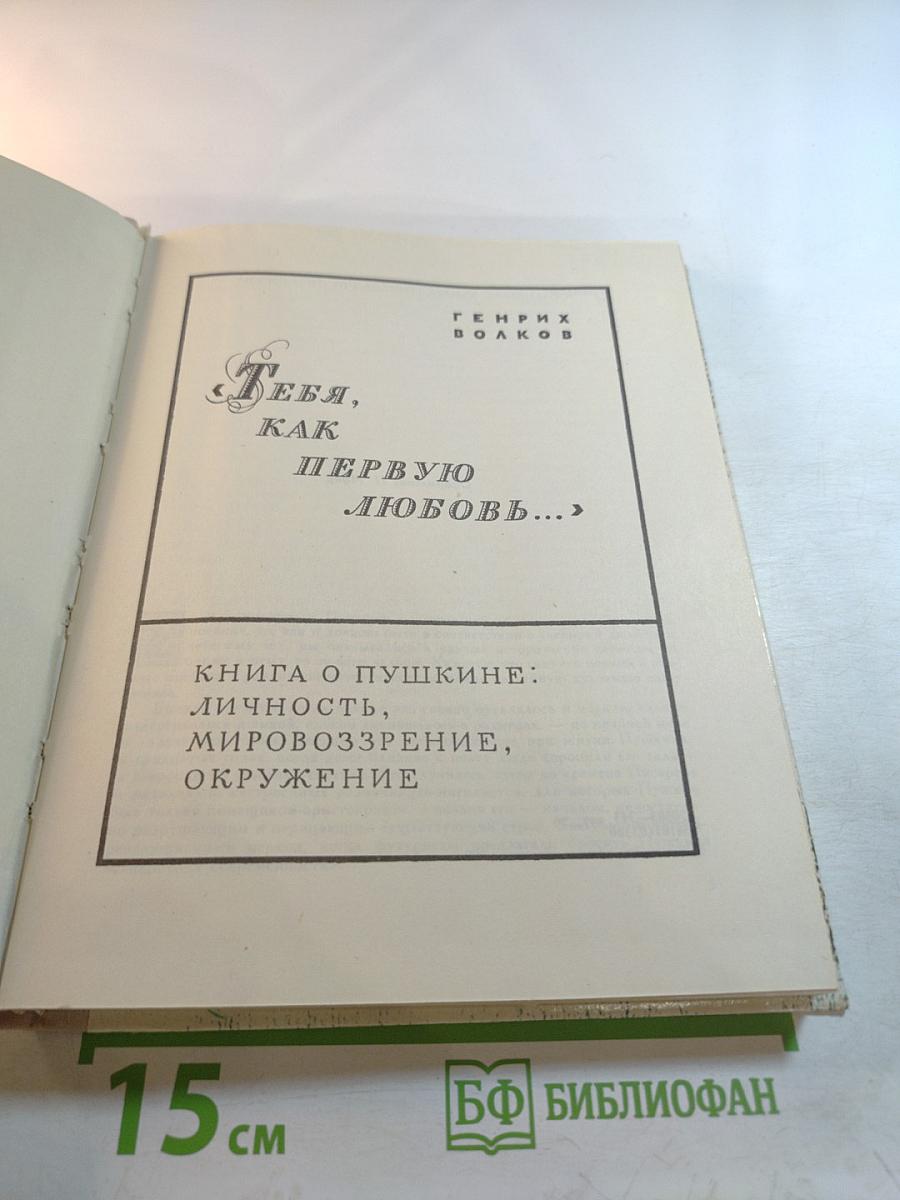 ГЕНРИХ
ВОЛКОВ
‹ТЕБЯ,
КАК
ПЕРВУЮ
ЛЮБОВЬ...›
КНИГА О ПУШКИНЕ:
ЛИЧНОСТЬ,
МИРОВОЗЗРЕНИЕ,
ОКРУЖЕНИЕ
15 см
БФ БИБЛИОФАН